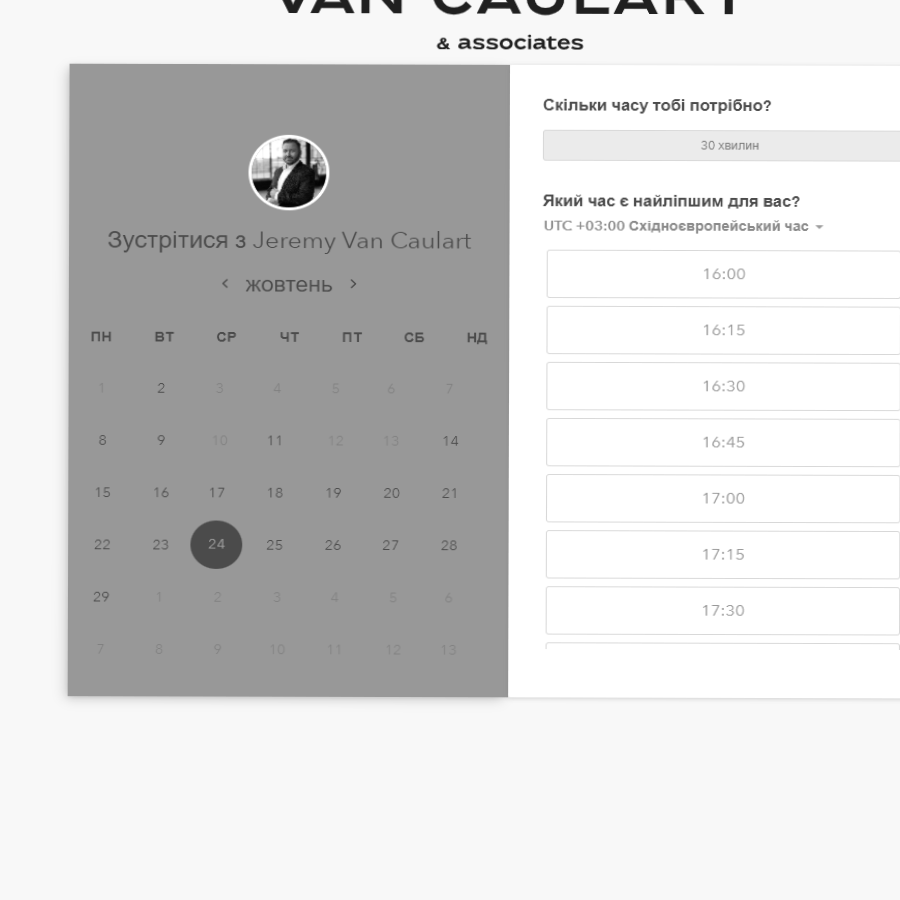 VAN CAULART
& associates
Зустрітися з Jeremy Van Caulart
жовтень
ПН ВТ СР ЧТ ПТ СБ НД
1 2 3 4 5 6 7
8 9 10 11 12 13 14
15 16 17 18 19 20 21
22 23 24 25 26 27 28
29 1 2 3 4 5 6
7 8 9 10 11 12 13
Скільки часу тобі потрібно?
30 хвилин
Який час є найліпшим для вас?
UTC +03:00 Східноєвропейський час
16:00
16:15
16:30
16:45
17:00
17:15
17:30